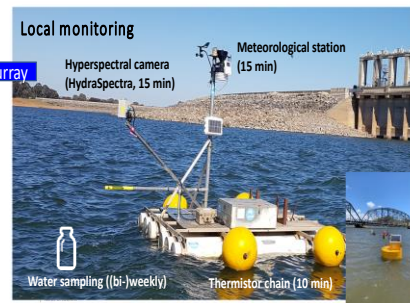 Local monitoring
Meteorological station
(15 min)
Hyperspectral camera
(HydraSpectra, 15 min)
urray
Water sampling ((bi-)weekly)
Thermistor chain (10 min)